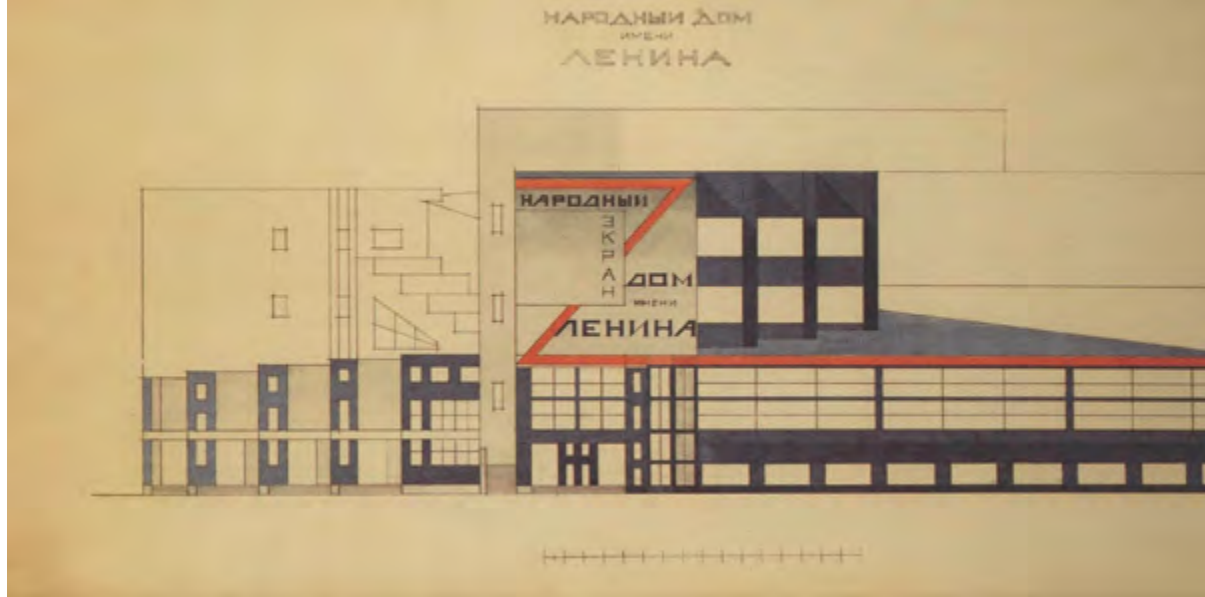 НАРОДНЫЙ ДОМ
ИМЕНИ
ЛЕНИНА
НАРОДНЫЙ
ЭКРАН
ДОМ
ИМЕНИ
ЛЕНИНА